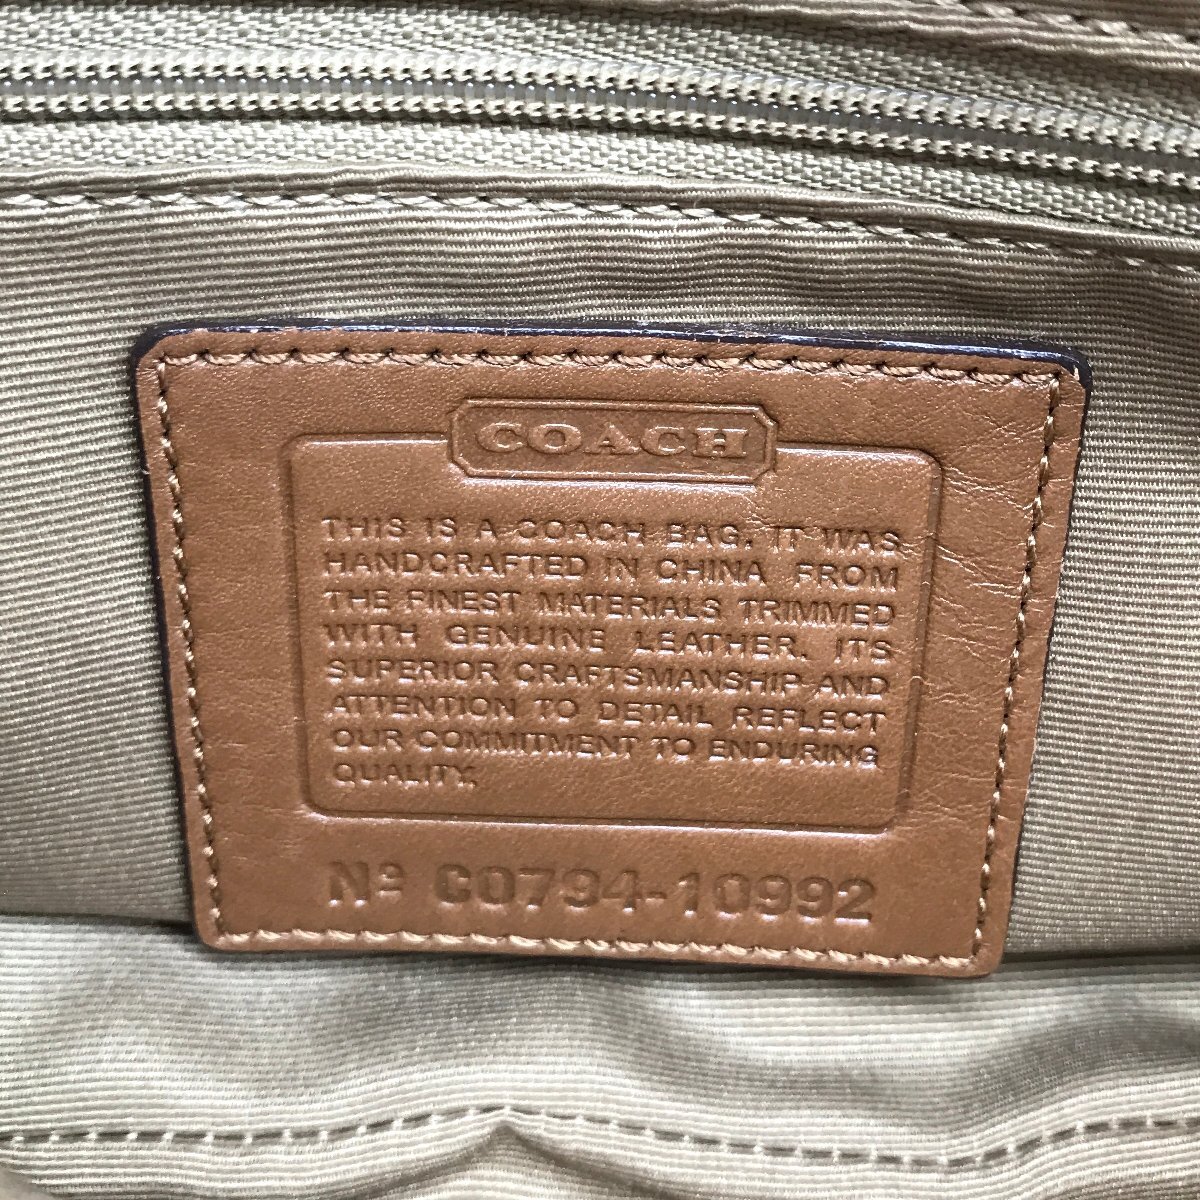 COACH
THIS IS A COACH BAG. IT WAS
HANDCRAFTED IN CHINA FROM
THE FINEST MATERIALS TRIMMED
WITH GENUINE LEATHER. ITS
SUPERIOR CRAFTSMANSHIP AND
ATTENTION TO DETAIL REFLECT
OUR COMMITMENT TO ENDURING
QUALITY.
Nº C0794-10992